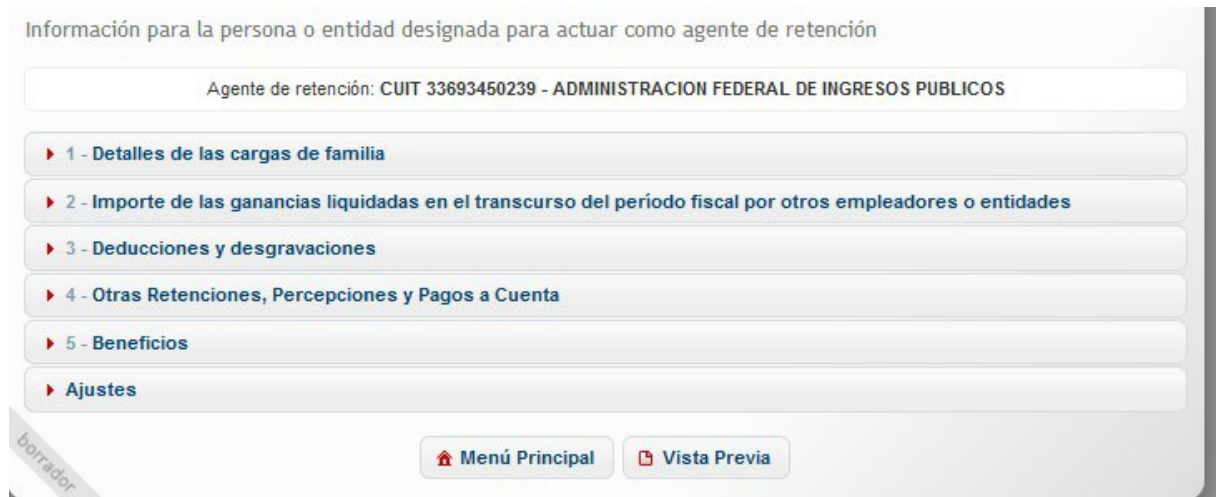 Información para la persona o entidad designada para actuar como agente de retención
Agente de retención: CUIT 33693450239 - ADMINISTRACION FEDERAL DE INGRESOS PUBLICOS
1 - Detalles de las cargas de familia
2 - Importe de las ganancias liquidadas en el transcurso del período fiscal por otros empleadores o entidades
3 - Deducciones y desgravaciones
4 - Otras Retenciones, Percepciones y Pagos a Cuenta
5 - Beneficios
Ajustes
borrador
Menú Principal Vista Previa